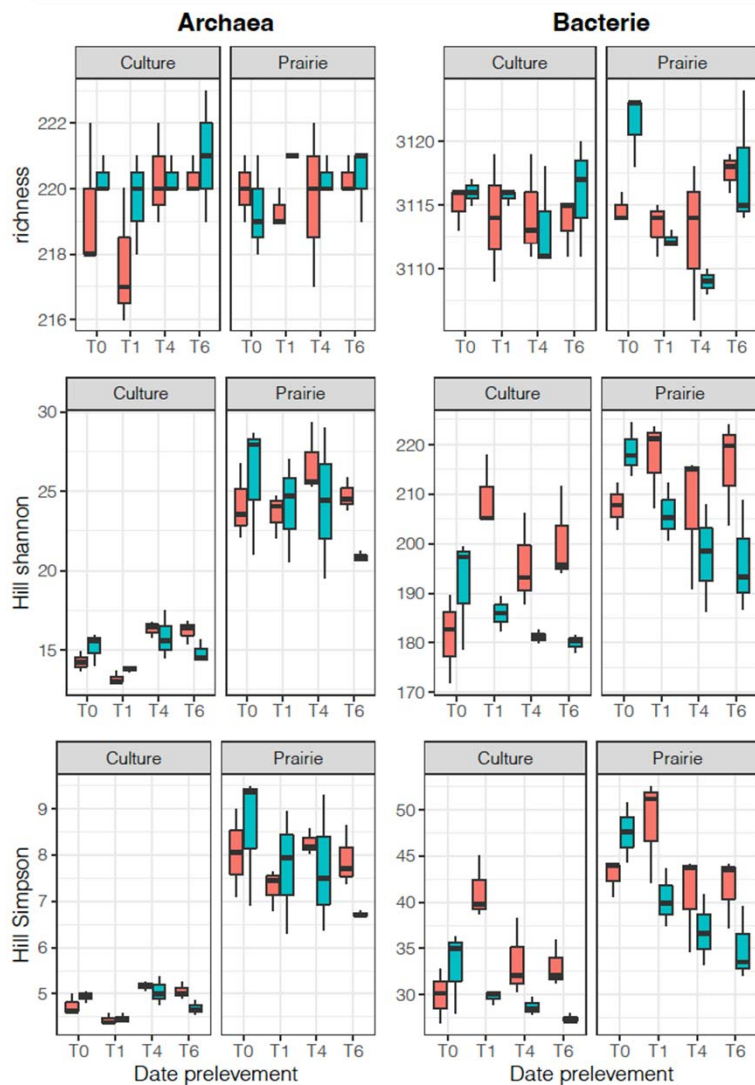 Archaea Bacterie
Culture Prairie Culture Prairie
richness
222
220
218
216
3120
3115
3110
T0 T1 T4 T6 T0 T1 T4 T6 T0 T1 T4 T6 T0 T1 T4 T6
Culture Prairie Culture Prairie
Hill shannon
30
25
20
15
220
210
200
190
180
170
T0 T1 T4 T6 T0 T1 T4 T6 T0 T1 T4 T6 T0 T1 T4 T6
Culture Prairie Culture Prairie
Hill Simpson
9
8
7
6
5
50
45
40
35
30
T0 T1 T4 T6 T0 T1 T4 T6 T0 T1 T4 T6 T0 T1 T4 T6
Date prelevement Date prelevement